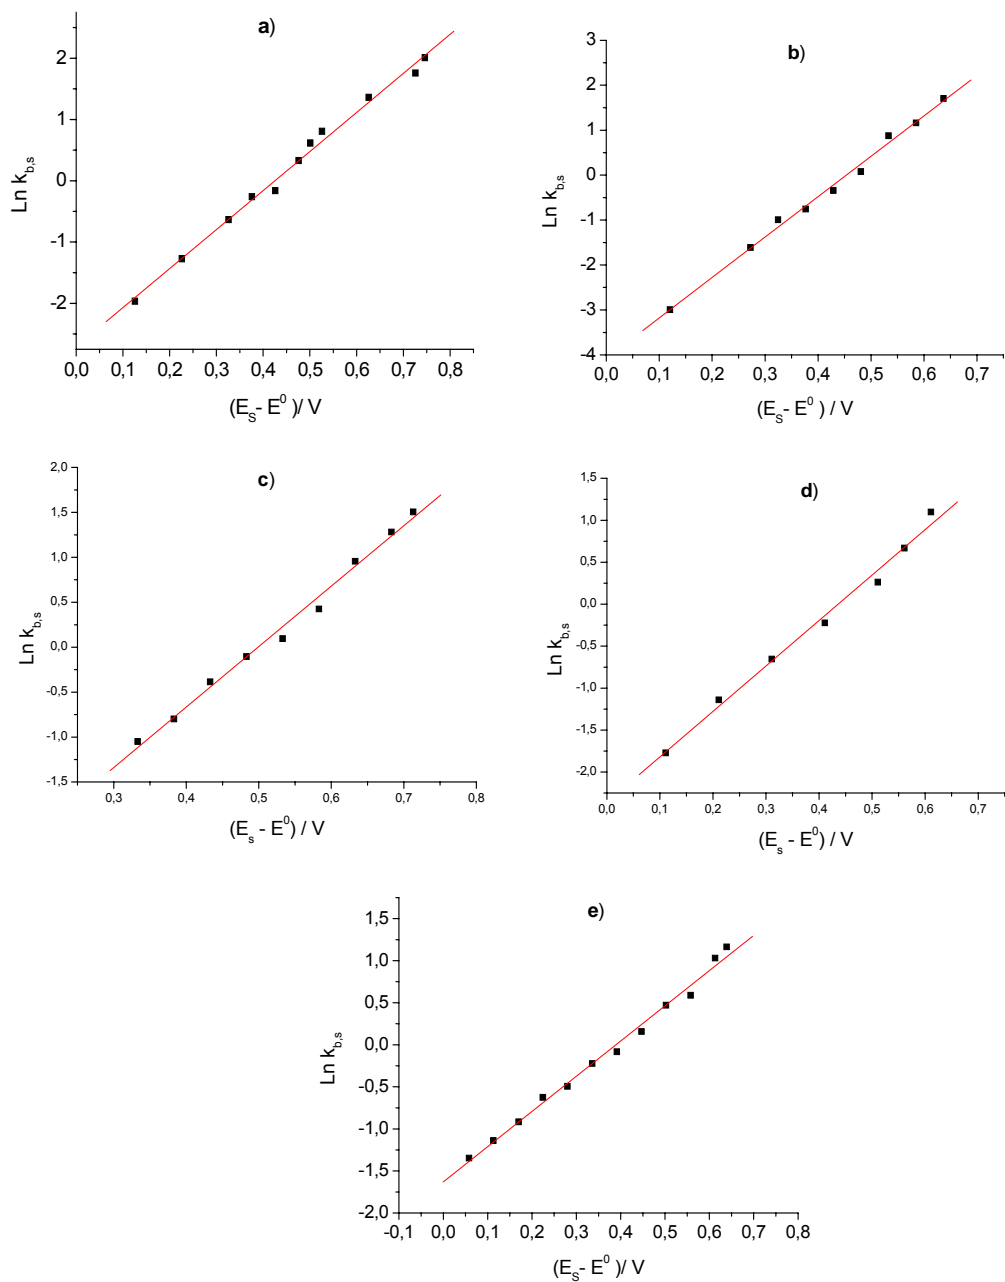 a)
2
1
0
-1
-2
Ln k_b,s
0,0 0,1 0,2 0,3 0,4 0,5 0,6 0,7 0,8
(E_S - E^0)/ V
b)
3
2
1
0
-1
-2
-3
-4
Ln k_b,s
0,0 0,1 0,2 0,3 0,4 0,5 0,6 0,7
(E_S - E^0) / V
c)
2,0
1,5
1,0
0,5
0,0
-0,5
-1,0
-1,5
Ln k_b,s
0,3 0,4 0,5 0,6 0,7 0,8
(E_s - E^0) / V
d)
1,5
1,0
0,5
0,0
-0,5
-1,0
-1,5
-2,0
Ln k_b,s
0,0 0,1 0,2 0,3 0,4 0,5 0,6 0,7
(E_s - E^0) / V
e)
1,5
1,0
0,5
0,0
-0,5
-1,0
-1,5
-2,0
Ln k_b,s
-0,1 0,0 0,1 0,2 0,3 0,4 0,5 0,6 0,7 0,8
(E_S - E^0) / V